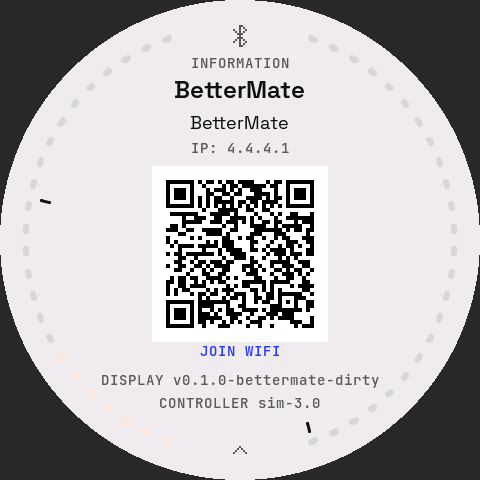 INFORMATION
BetterMate
BetterMate
IP: 4.4.4.1
JOIN WIFI
DISPLAY v0.1.0-bettermate-dirty
CONTROLLER sim-3.0